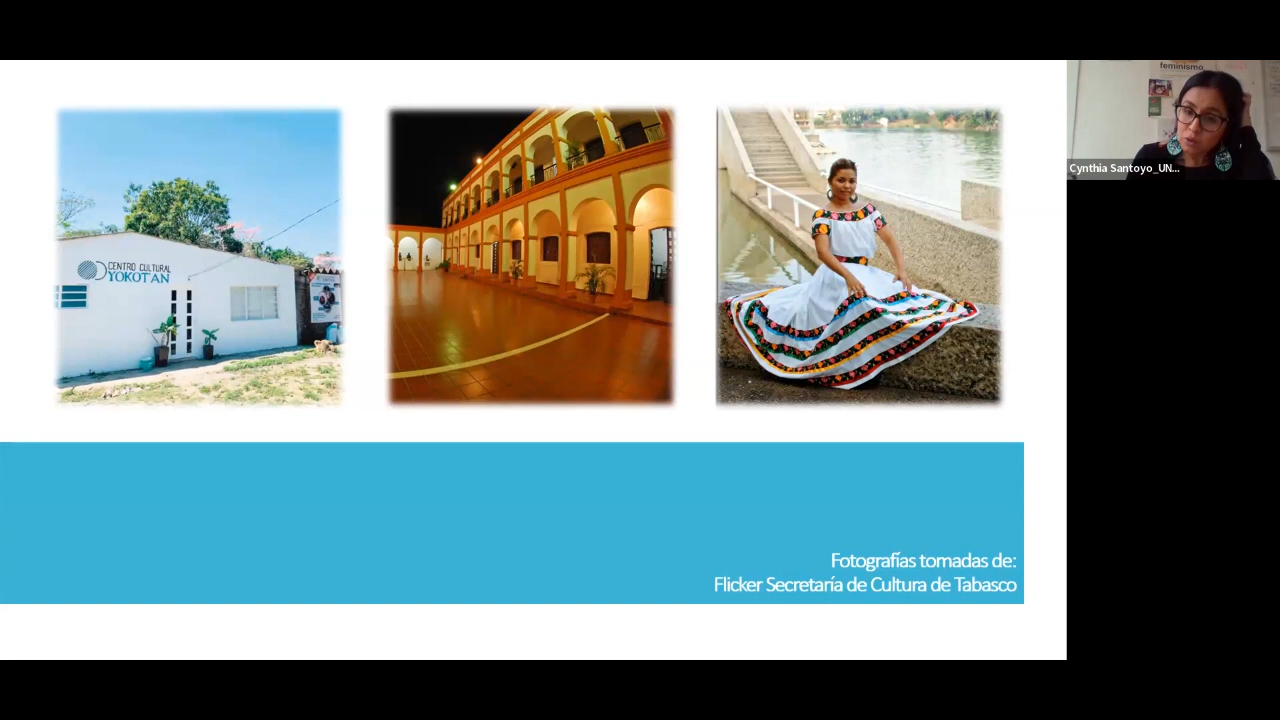 CENTRO CULTURAL
YOKOT'AN
Fotografías tomadas de:
Flicker Secretaría de Cultura de Tabasco
feminismo
Cynthia Santoyo_UN...